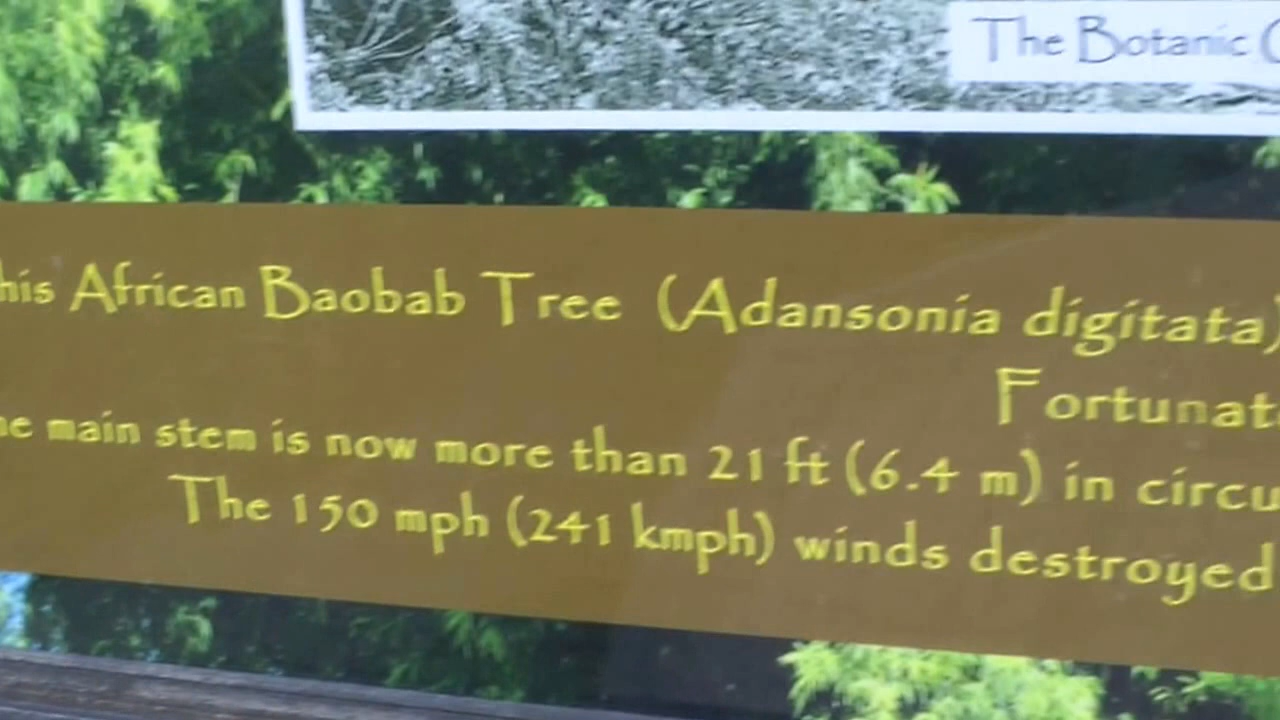 The Botanic
his African Baobab Tree (Adansonia digitata)
Fortunat
he main stem is now more than 21 ft (6.4 m) in circu
The 150 mph (241 kmph) winds destroyed